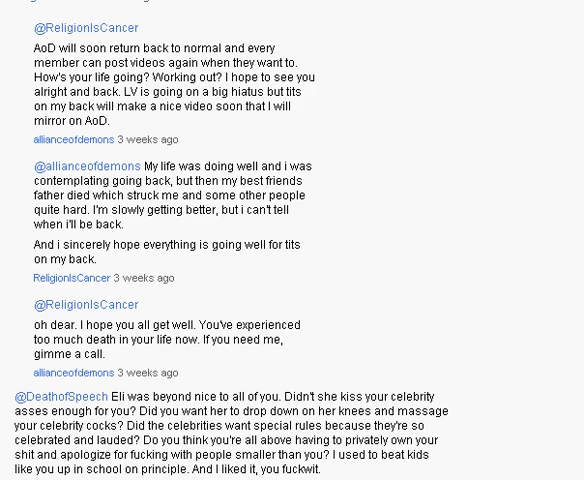 @ReligionIsCancer
AoD will soon return back to normal and every
member can post videos again when they want to.
How's your life going? Working out? I hope to see you
alright and back. LV is going on a big hiatus but tits
on my back will make a nice video soon that I will
mirror on AoD.
allianceofdemons 3 weeks ago
@allianceofdemons My life was doing well and i was
contemplating going back, but then my best friends
father died which struck me and some other people
quite hard. I'm slowly getting better, but i can't tell
when i'll be back.
And i sincerely hope everything is going well for tits
on my back.
ReligionIsCancer 3 weeks ago
@ReligionIsCancer
oh dear. I hope you all get well. You've experienced
too much death in your life now. If you need me,
gimme a call.
allianceofdemons 3 weeks ago
@DeathofSpeech Eli was beyond nice to all of you. Didn't she kiss your celebrity
asses enough for you? Did you want her to drop down on her knees and massage
your celebrity cocks? Did the celebrities want special rules because they're so
celebrated and lauded? Do you think you're all above having to privately own your
shit and apologize for fucking with people smaller than you? I used to beat kids
like you up in school on principle. And I liked it, you fuckwit.